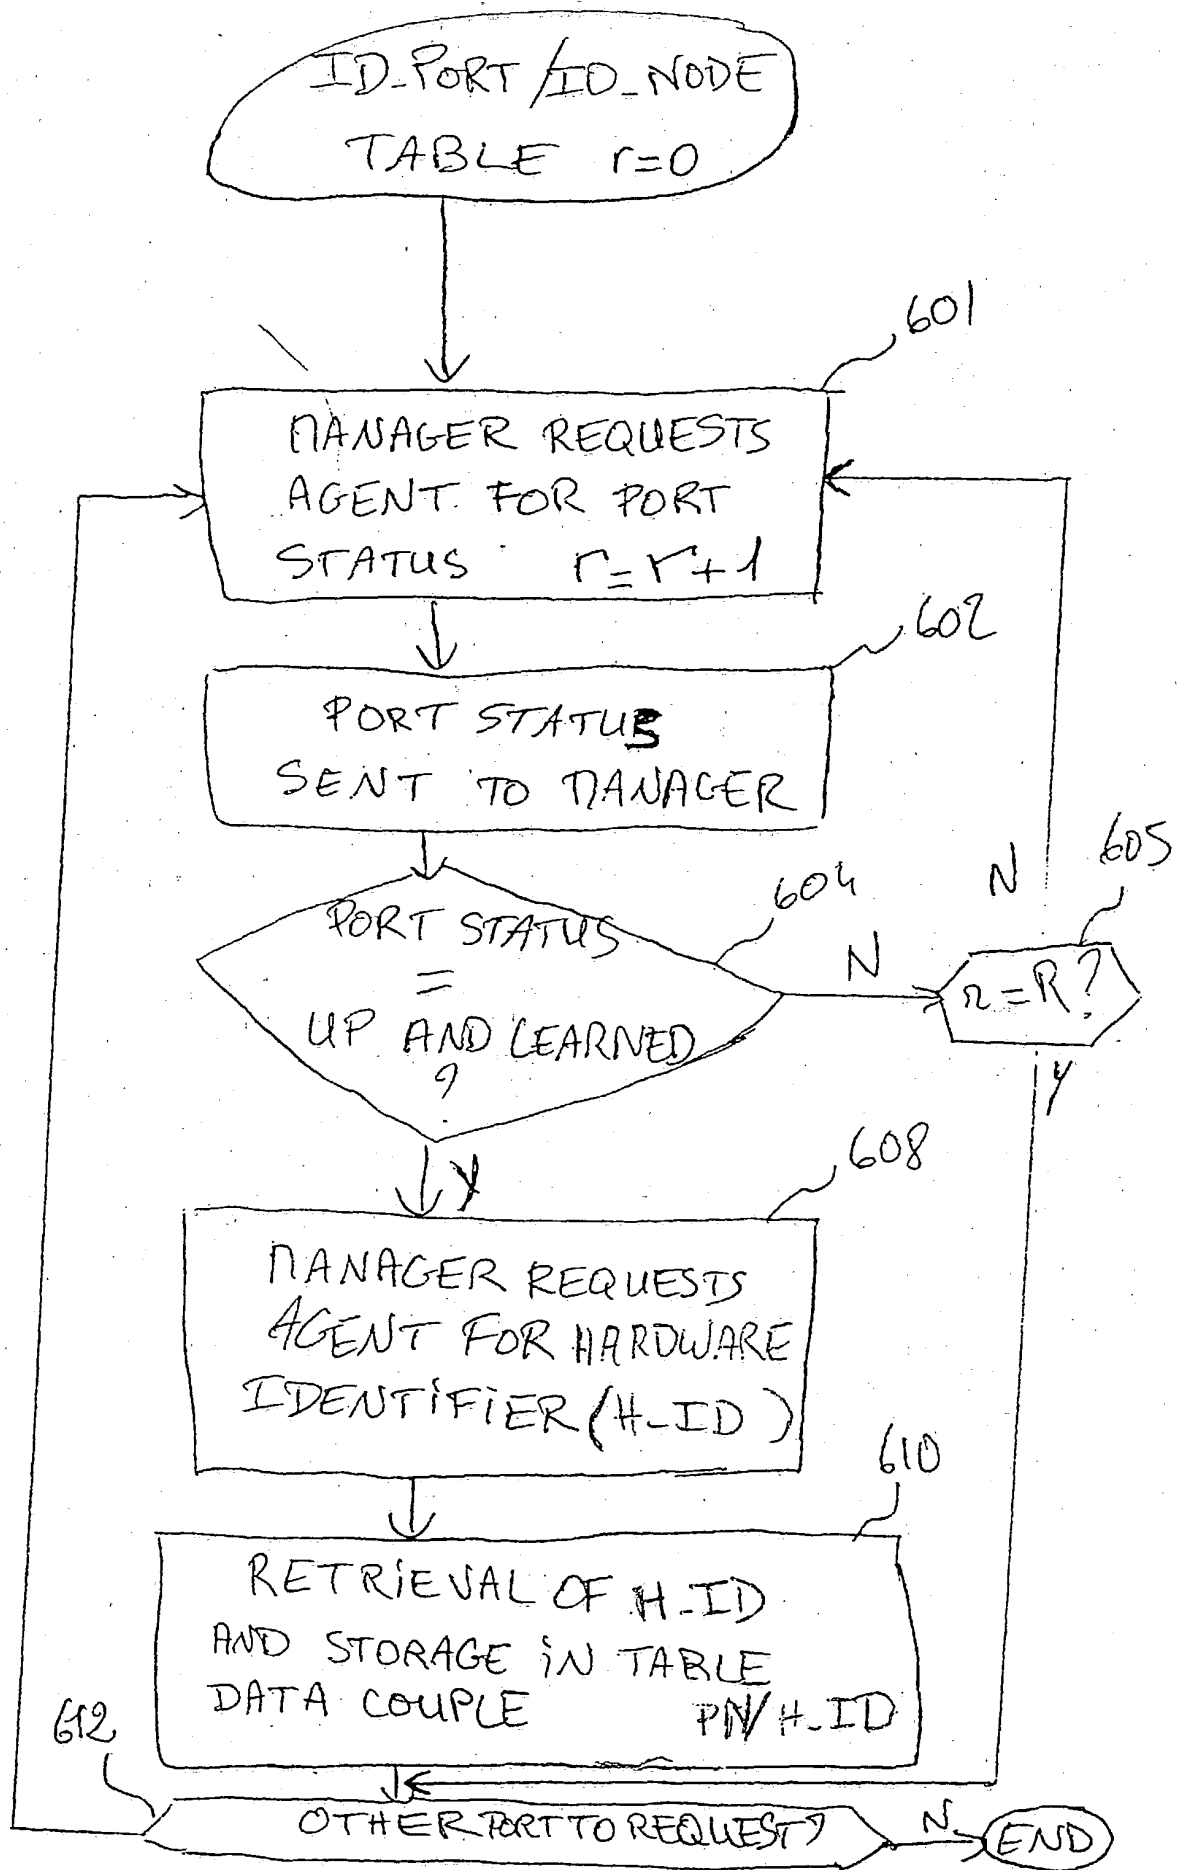 ID_PORT/ID_NODE
TABLE r=0
601
MANAGER REQUESTS
AGENT FOR PORT
STATUS r=r+1
602
PORT STATUS
SENT TO MANAGER
604
N
605
PORT STATUS
=
UP AND LEARNED
?
N
r=R?
Y
Y
608
MANAGER REQUESTS
AGENT FOR HARDWARE
IDENTIFIER (H_ID)
610
RETRIEVAL OF H_ID
AND STORAGE IN TABLE
DATA COUPLE PN/H_ID
612
OTHER PORT TO REQUEST?
N
END